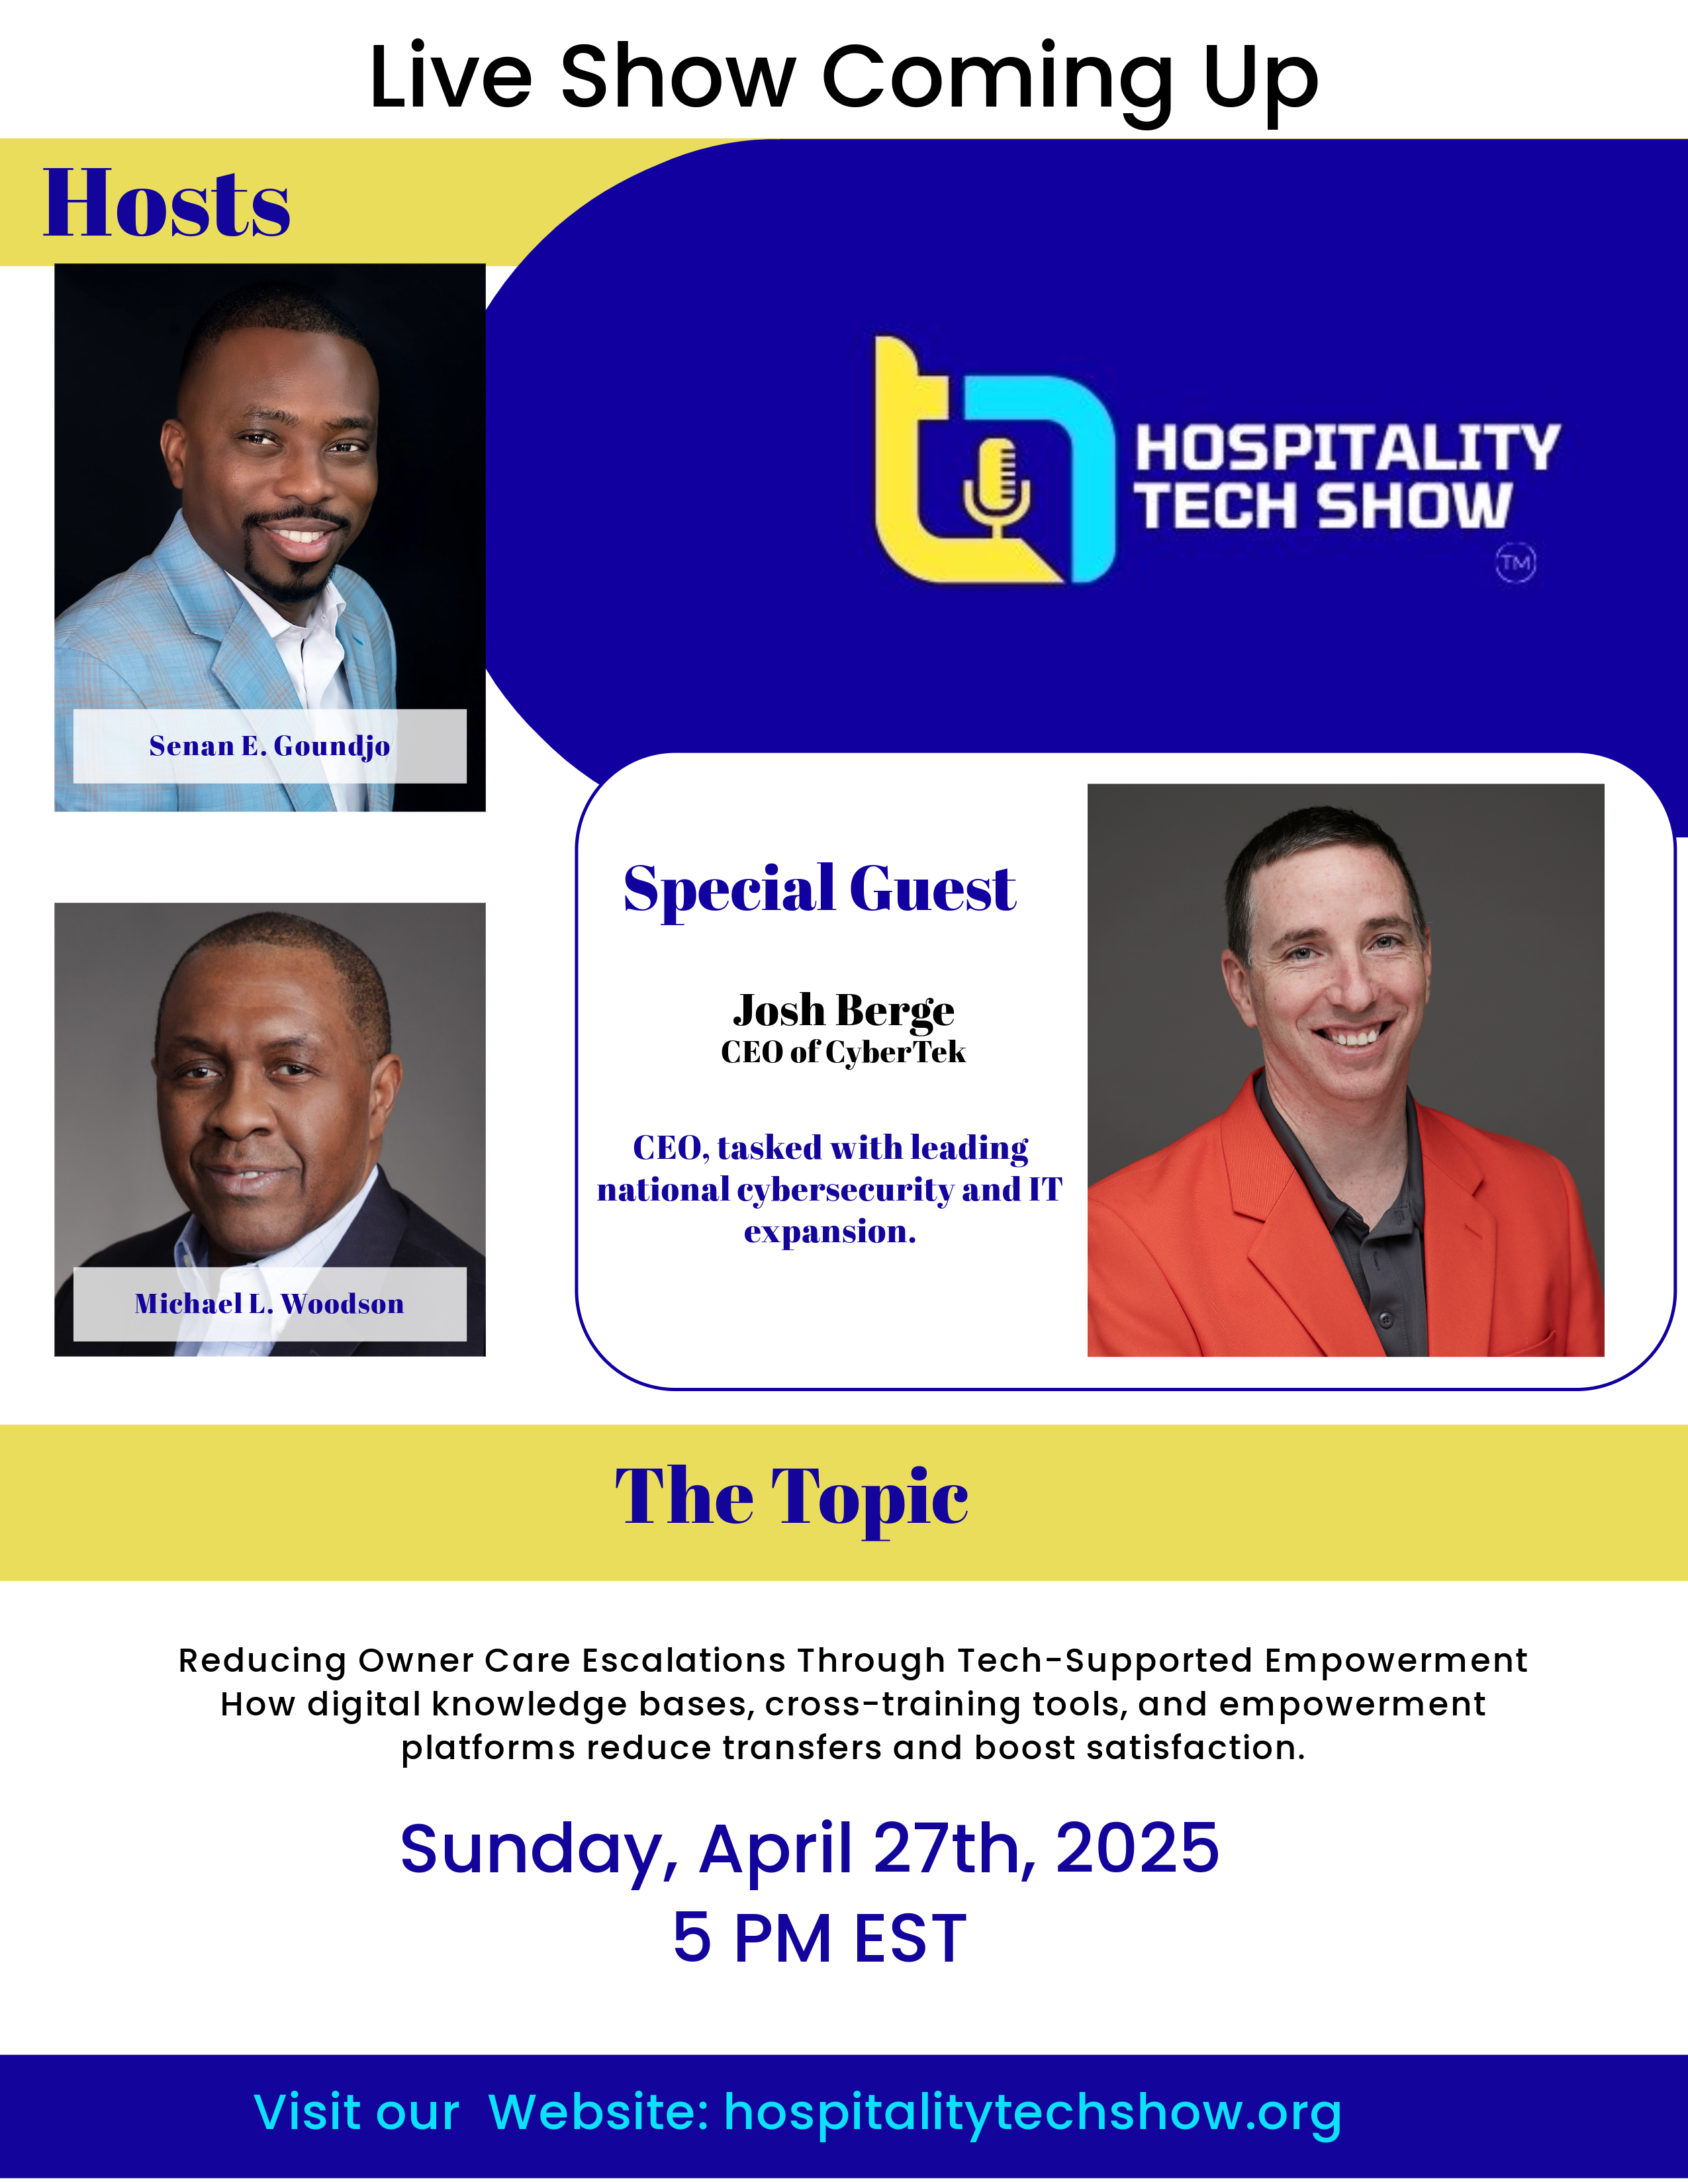 Live Show Coming Up
Hosts
HOSPITALITY
TECH SHOW
TM
Senan E. Goundjo
Special Guest
Josh Berge
CEO of CyberTek
CEO, tasked with leading
national cybersecurity and IT
expansion.
Michael L. Woodson
The Topic
Reducing Owner Care Escalations Through Tech-Supported Empowerment
How digital knowledge bases, cross-training tools, and empowerment
platforms reduce transfers and boost satisfaction.
Sunday, April 27th, 2025
5 PM EST
Visit our  Website: hospitalitytechshow.org